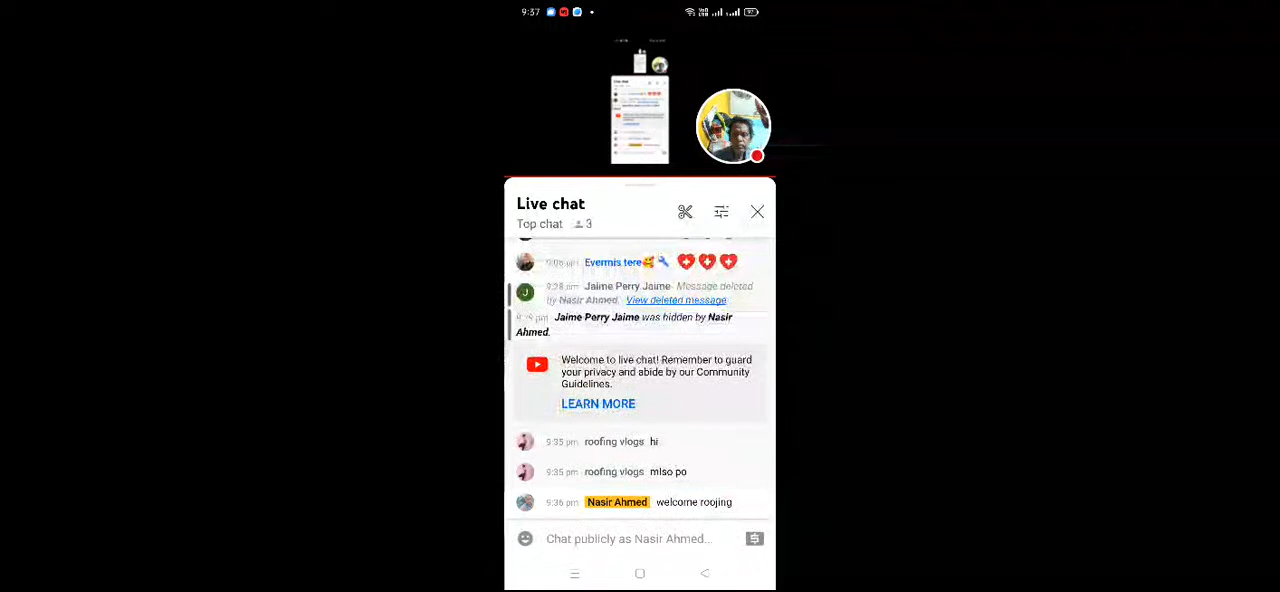 9:37
97
Live chat
Top chat 3
9:06 pm Evermis tere
9:28 pm Jaime Perry Jaime Message deleted
by Nasir Ahmed. View deleted message
9:29 pm Jaime Perry Jaime was hidden by Nasir
Ahmed.
Welcome to live chat! Remember to guard
your privacy and abide by our Community
Guidelines.
LEARN MORE
9:35 pm roofing vlogs hi
9:35 pm roofing vlogs mlso po
9:36 pm Nasir Ahmed welcome roojing
Chat publicly as Nasir Ahmed...